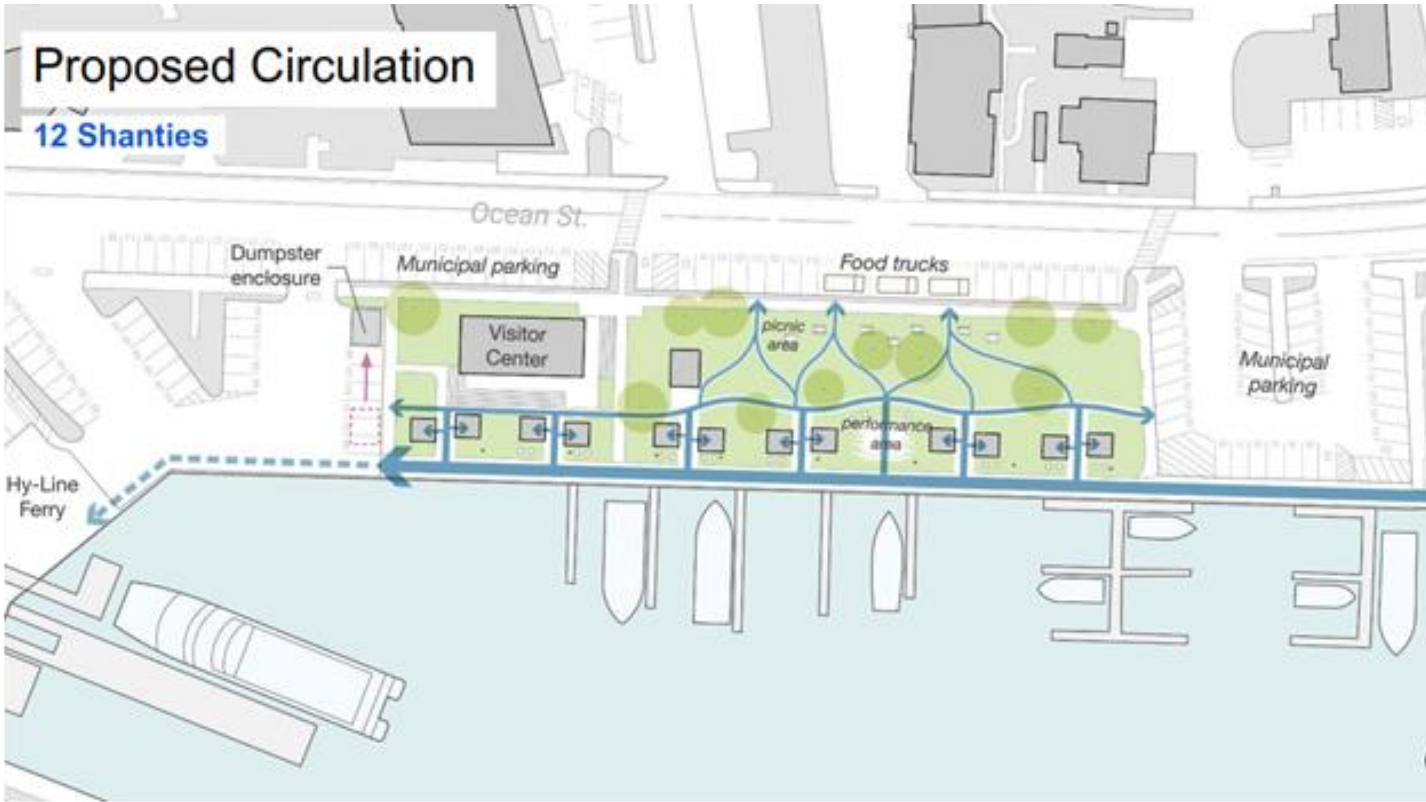 Proposed Circulation
12 Shanties
Ocean St.
Dumpster
enclosure
Municipal parking
Food trucks
Visitor
Center
picnic
area
Municipal
parking
performance
area
Hy-Line
Ferry